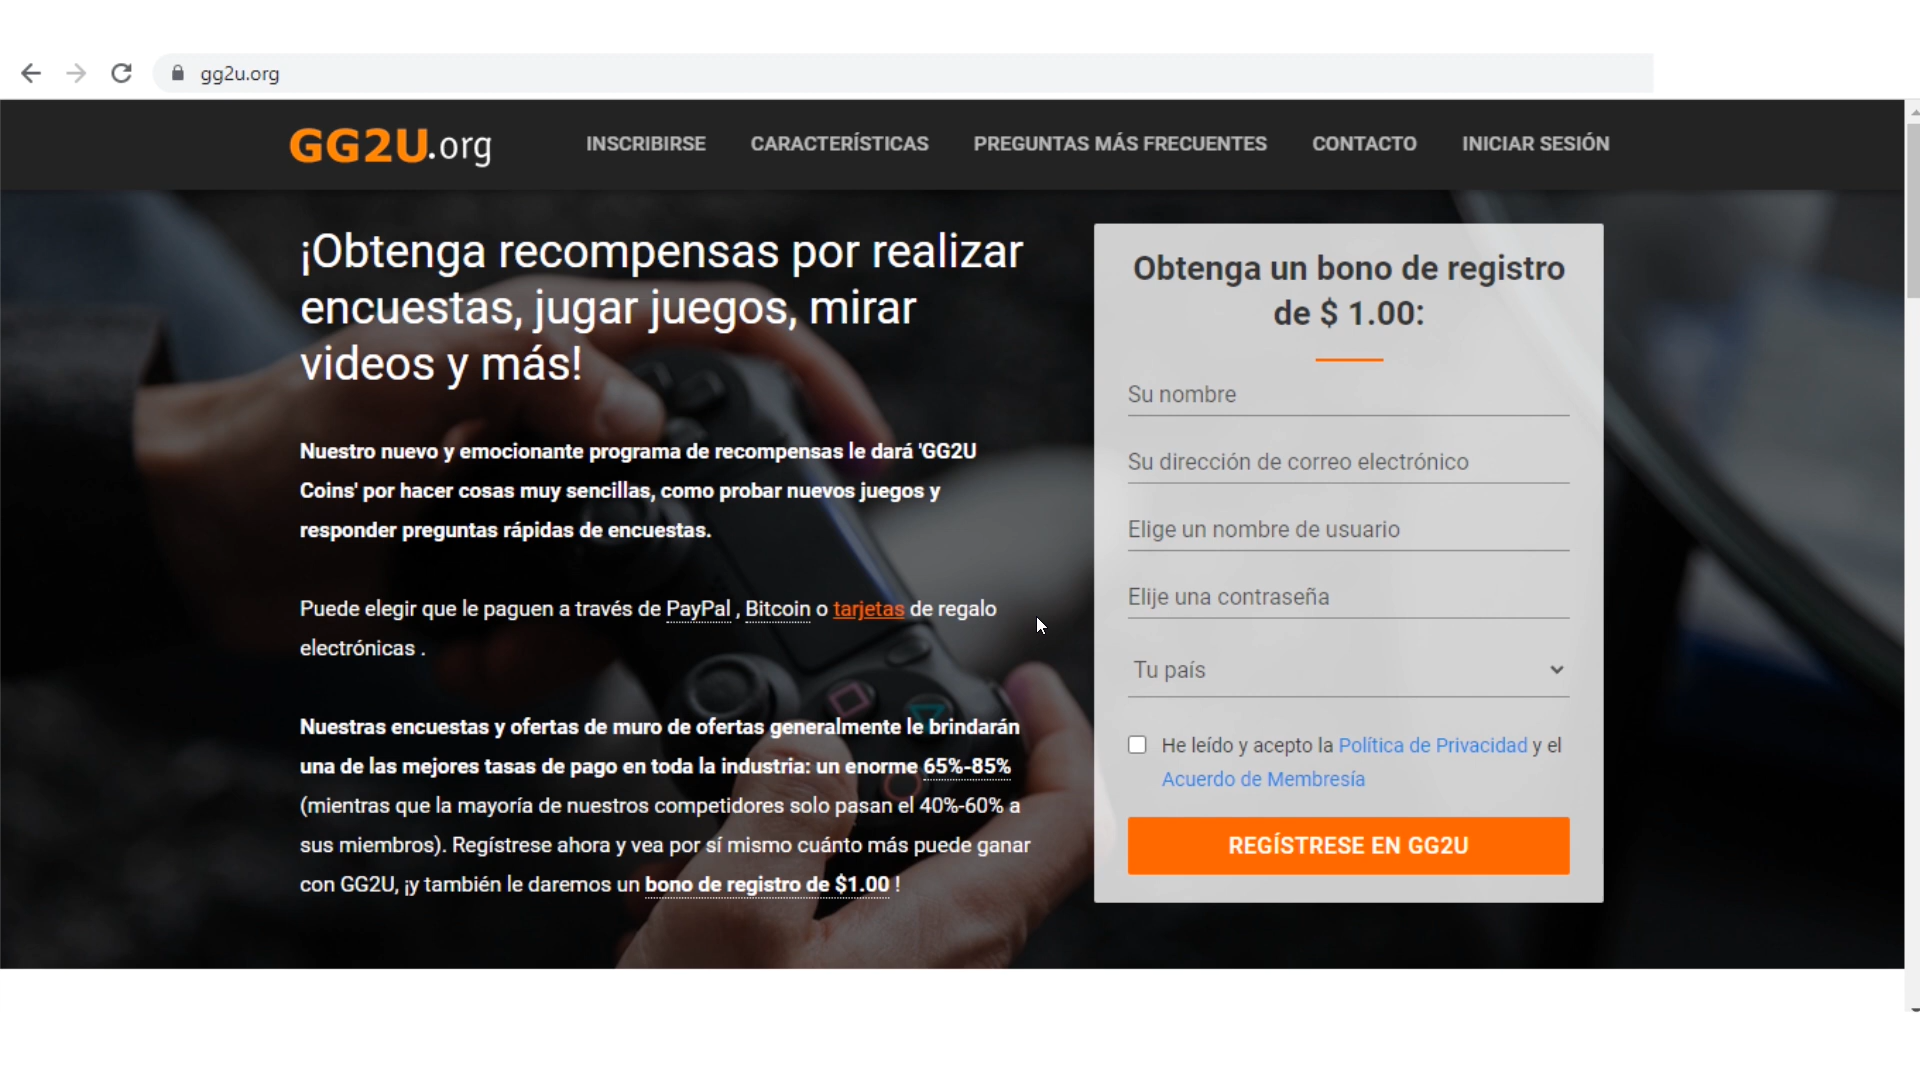 gg2u.org
GG2U.org
INSCRIBIRSE
CARACTERÍSTICAS
PREGUNTAS MÁS FRECUENTES
CONTACTO
INICIAR SESIÓN
¡Obtenga recompensas por realizar
encuestas, jugar juegos, mirar
videos y más!
Nuestro nuevo y emocionante programa de recompensas le dará 'GG2U
Coins' por hacer cosas muy sencillas, como probar nuevos juegos y
responder preguntas rápidas de encuestas.
Puede elegir que le paguen a través de PayPal , Bitcoin o tarjetas de regalo
electrónicas .
Nuestras encuestas y ofertas de muro de ofertas generalmente le brindarán
una de las mejores tasas de pago en toda la industria: un enorme 65%-85%
(mientras que la mayoría de nuestros competidores solo pasan el 40%-60% a
sus miembros). Regístrese ahora y vea por sí mismo cuánto más puede ganar
con GG2U, ¡y también le daremos un bono de registro de $1.00 !
Obtenga un bono de registro
de $ 1.00:
Su nombre
Su dirección de correo electrónico
Elige un nombre de usuario
Elije una contraseña
Tu país
He leído y acepto la Política de Privacidad y el
Acuerdo de Membresía
REGÍSTRESE EN GG2U